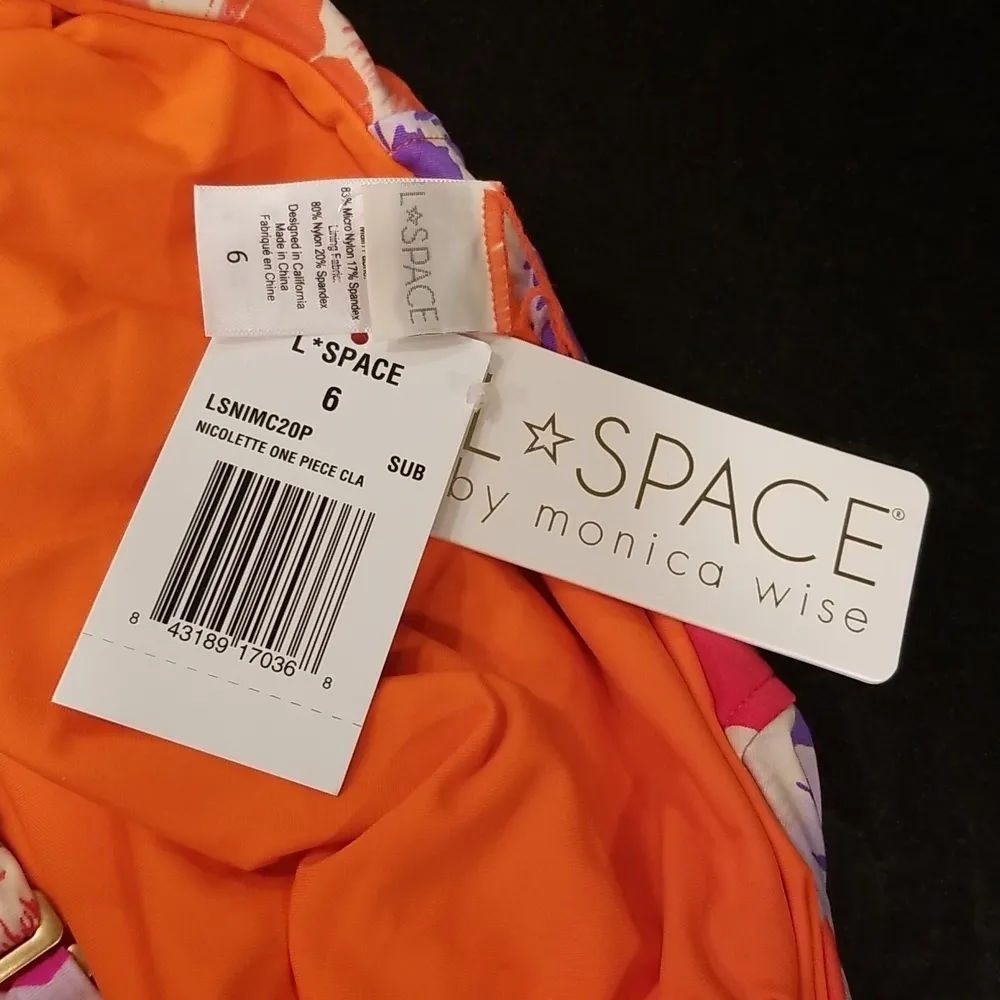 L☆SPACE
83% Micro Nylon 17% Spandex
Lining Fabric:
80% Nylon 20% Spandex
Designed in California
Made in China
Fabriqué en Chine
6
L*SPACE
6
LSNIMC20P
NICOLETTE ONE PIECE CLA
SUB
8 43189 17036 8
L☆SPACE®
by monica wise